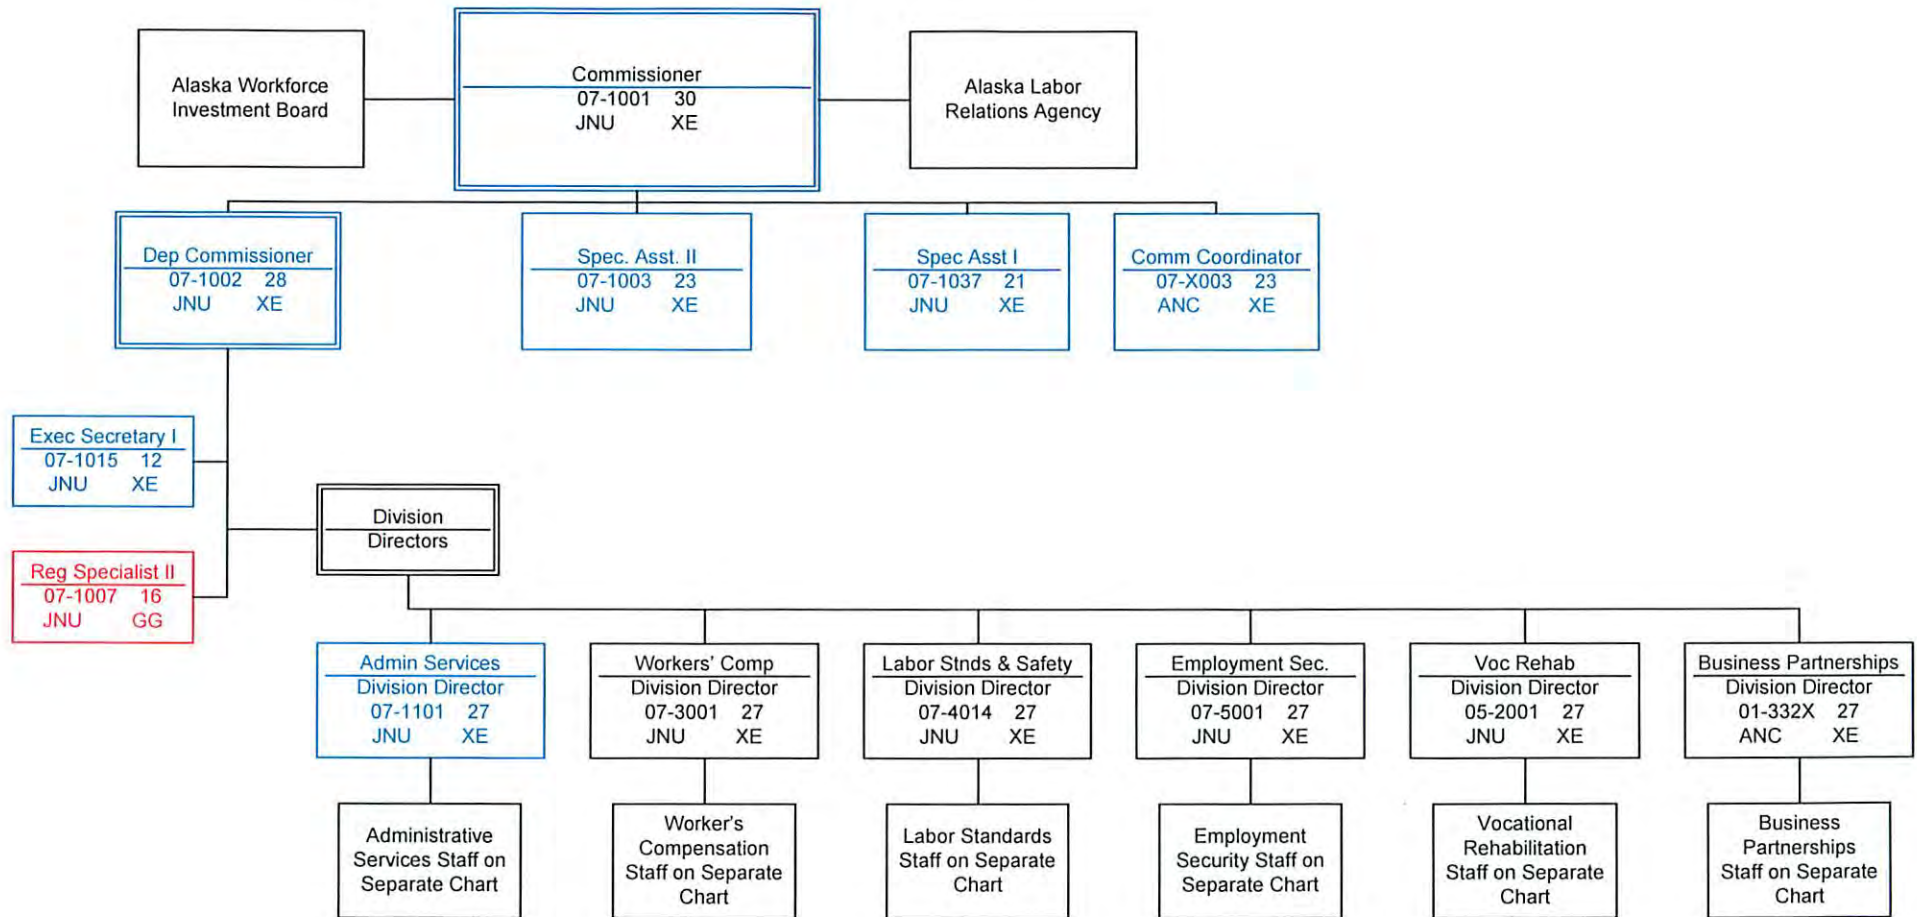 Alaska Workforce
Investment Board
Commissioner
07-1001 30
JNU XE
Alaska Labor
Relations Agency
Dep Commissioner
07-1002 28
JNU XE
Spec. Asst. II
07-1003 23
JNU XE
Spec Asst I
07-1037 21
JNU XE
Comm Coordinator
07-X003 23
ANC XE
Exec Secretary I
07-1015 12
JNU XE
Division
Directors
Reg Specialist II
07-1007 16
JNU GG
Admin Services
Division Director
07-1101 27
JNU XE
Workers' Comp
Division Director
07-3001 27
JNU XE
Labor Stnds & Safety
Division Director
07-4014 27
JNU XE
Employment Sec.
Division Director
07-5001 27
JNU XE
Voc Rehab
Division Director
05-2001 27
JNU XE
Business Partnerships
Division Director
01-332X 27
ANC XE
Administrative
Services Staff on
Separate Chart
Worker's
Compensation
Staff on Separate
Chart
Labor Standards
Staff on Separate
Chart
Employment
Security Staff on
Separate Chart
Vocational
Rehabilitation
Staff on Separate
Chart
Business
Partnerships
Staff on Separate
Chart